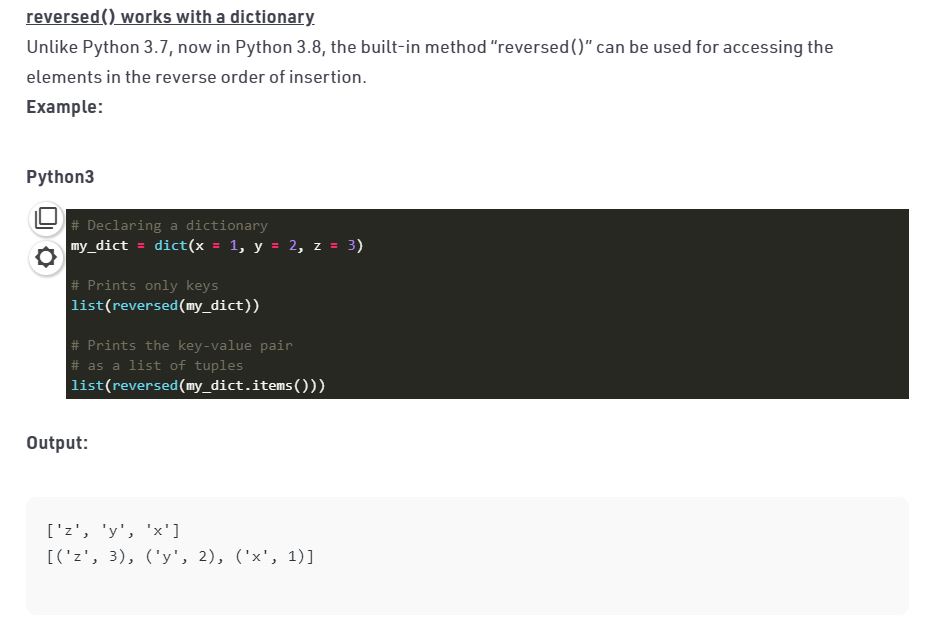 reversed() works with a dictionary
Unlike Python 3.7, now in Python 3.8, the built-in method “reversed()” can be used for accessing the
elements in the reverse order of insertion.
Example:
Python3
# Declaring a dictionary
my_dict = dict(x = 1, y = 2, z = 3)
# Prints only keys
list(reversed(my_dict))
# Prints the key-value pair
# as a list of tuples
list(reversed(my_dict.items()))
Output:
['z', 'y', 'x']
[('z', 3), ('y', 2), ('x', 1)]